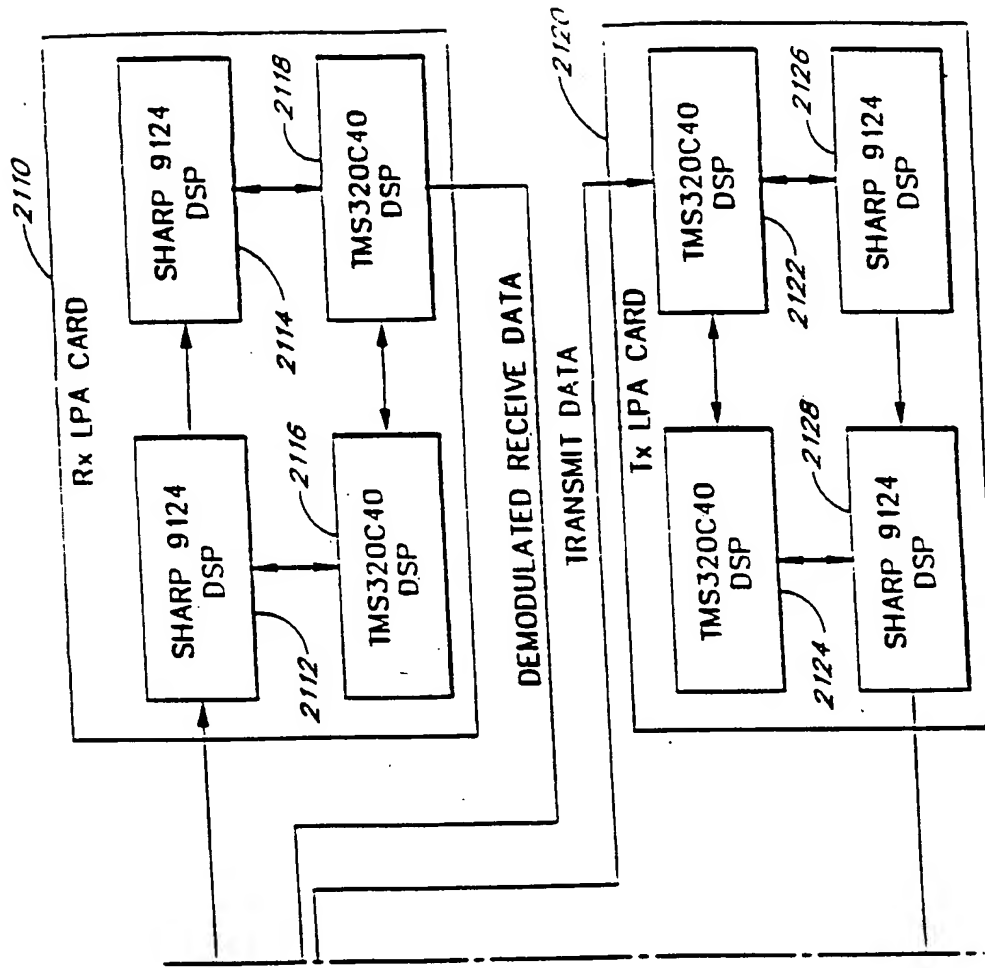 2110
Rx LPA CARD
SHARP 9124
DSP
2112
SHARP 9124
DSP
2114
TMS320C40
DSP
2116
TMS320C40
DSP
2118
DEMODULATED RECEIVE DATA
TRANSMIT DATA
2120
Tx LPA CARD
TMS320C40
DSP
2124
TMS320C40
DSP
2122
SHARP 9124
DSP
2128
SHARP 9124
DSP
2126